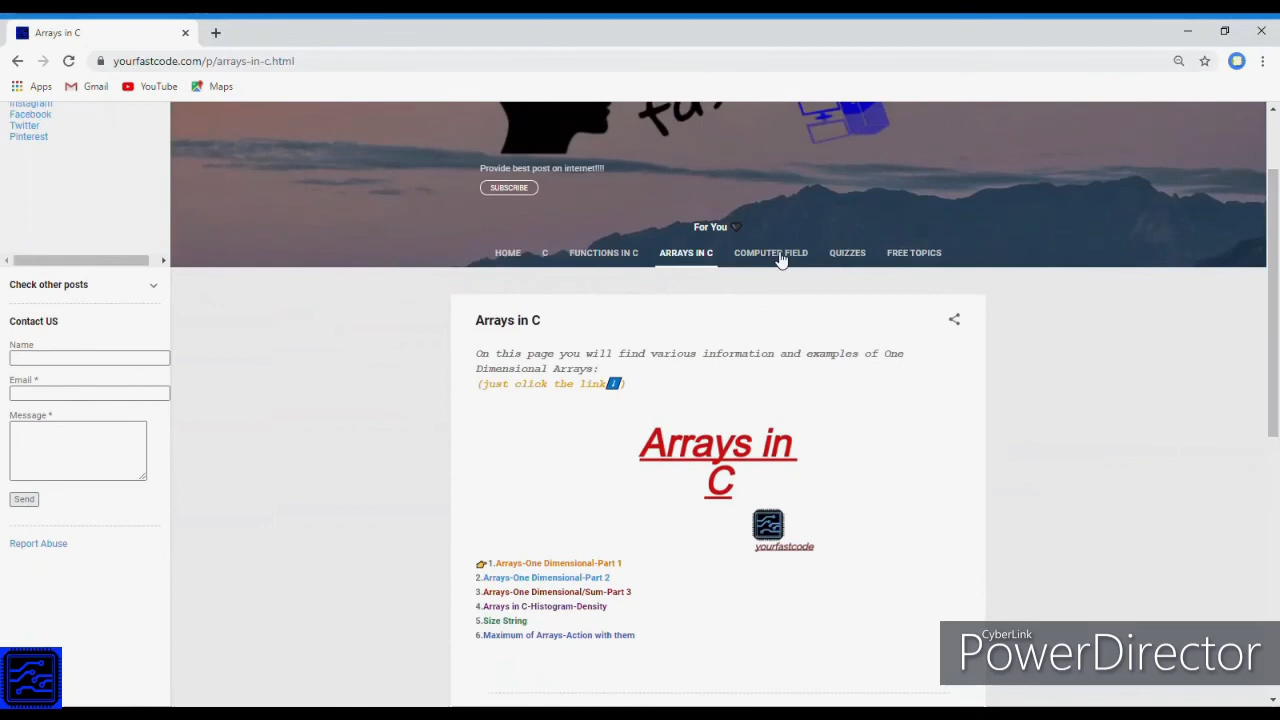 Arrays in C
yourfastcode.com/p/arrays-in-c.html
Apps
Gmail
YouTube
Maps
Instagram
Facebook
Twitter
Pinterest
Provide best post on internet!!!!
SUBSCRIBE
For You
HOME
C
FUNCTIONS IN C
ARRAYS IN C
COMPUTER FIELD
QUIZZES
FREE TOPICS
Check other posts
Contact US
Name
Email *
Message *
Send
Report Abuse
Arrays in C
On this page you will find various information and examples of One
Dimensional Arrays:
(just click the link⬇)
Arrays in
C
yourfastcode
👉1.Arrays-One Dimensional-Part 1
2.Arrays-One Dimensional-Part 2
3.Arrays-One Dimensional/Sum-Part 3
4.Arrays in C-Histogram-Density
5.Size String
6.Maximum of Arrays-Action with them
CyberLink
PowerDirector